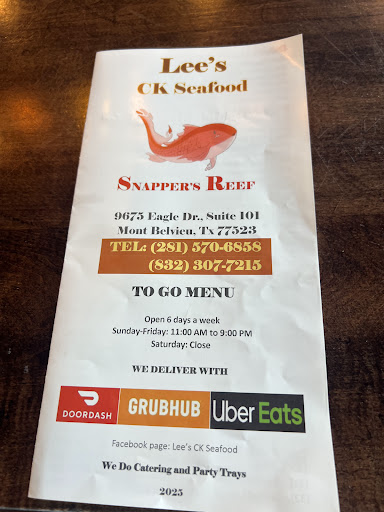 Lee's
CK Seafood
SNAPPER'S REEF
9675 Eagle Dr., Suite 101
Mont Belvieu, Tx 77523
TEL: (281) 570-6858
(832) 307-7215
TO GO MENU
Open 6 days a week
Sunday-Friday: 11:00 AM to 9:00 PM
Saturday: Close
WE DELIVER WITH
DOORDASH
GRUBHUB
Uber Eats
Facebook page: Lee's CK Seafood
We Do Catering and Party Trays
2025